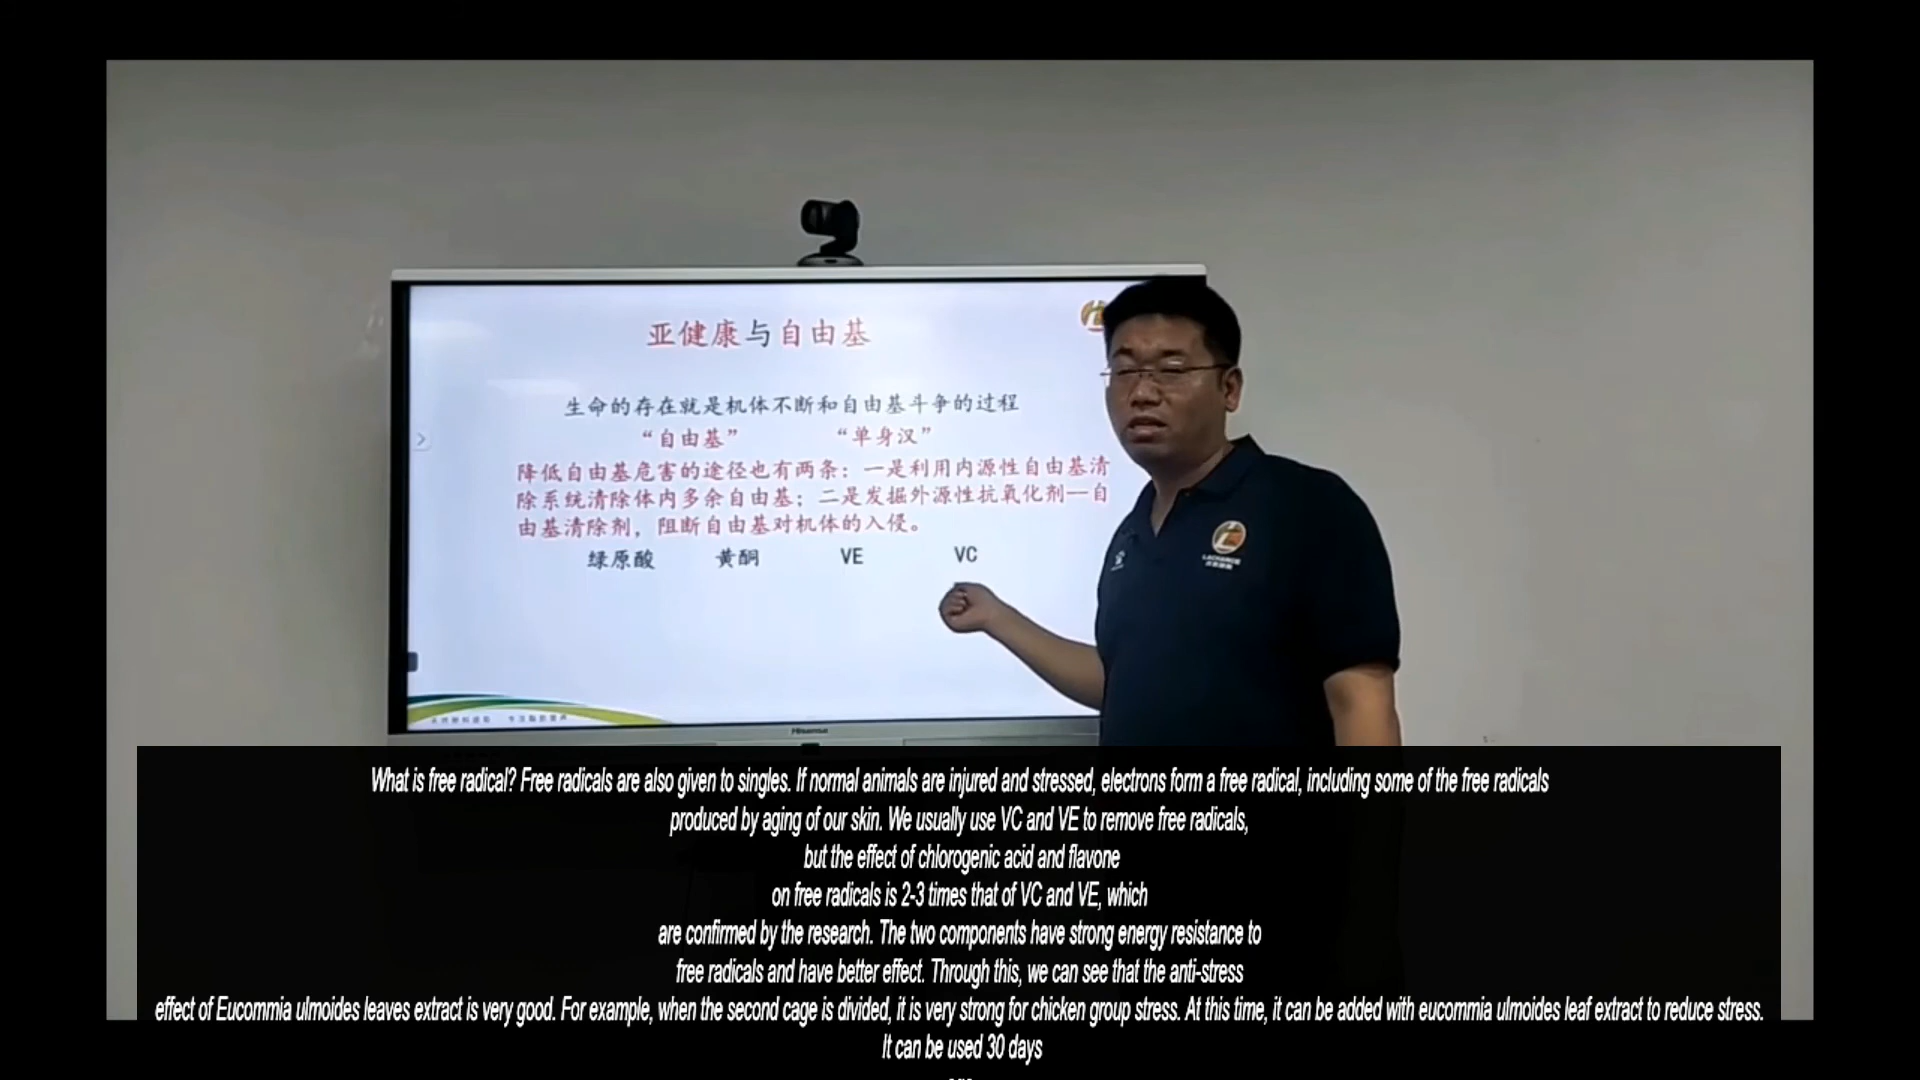 亚健康与自由基
生命的存在就是机体不断和自由基斗争的过程
“自由基” “单身汉”
降低自由基危害的途径也有两条：一是利用内源性自由基清
除系统清除体内多余自由基；二是发掘外源性抗氧化剂—自
由基清除剂，阻断自由基对机体的入侵。
绿原酸 黄酮 VE VC
Hisense
What is free radical? Free radicals are also given to singles. If normal animals are injured and stressed, electrons form a free radical, including some of the free radicals
produced by aging of our skin. We usually use VC and VE to remove free radicals,
but the effect of chlorogenic acid and flavone
on free radicals is 2-3 times that of VC and VE, which
are confirmed by the research. The two components have strong energy resistance to
free radicals and have better effect. Through this, we can see that the anti-stress
effect of Eucommia ulmoides leaves extract is very good. For example, when the second cage is divided, it is very strong for chicken group stress. At this time, it can be added with eucommia ulmoides leaf extract to reduce stress.
It can be used 30 days